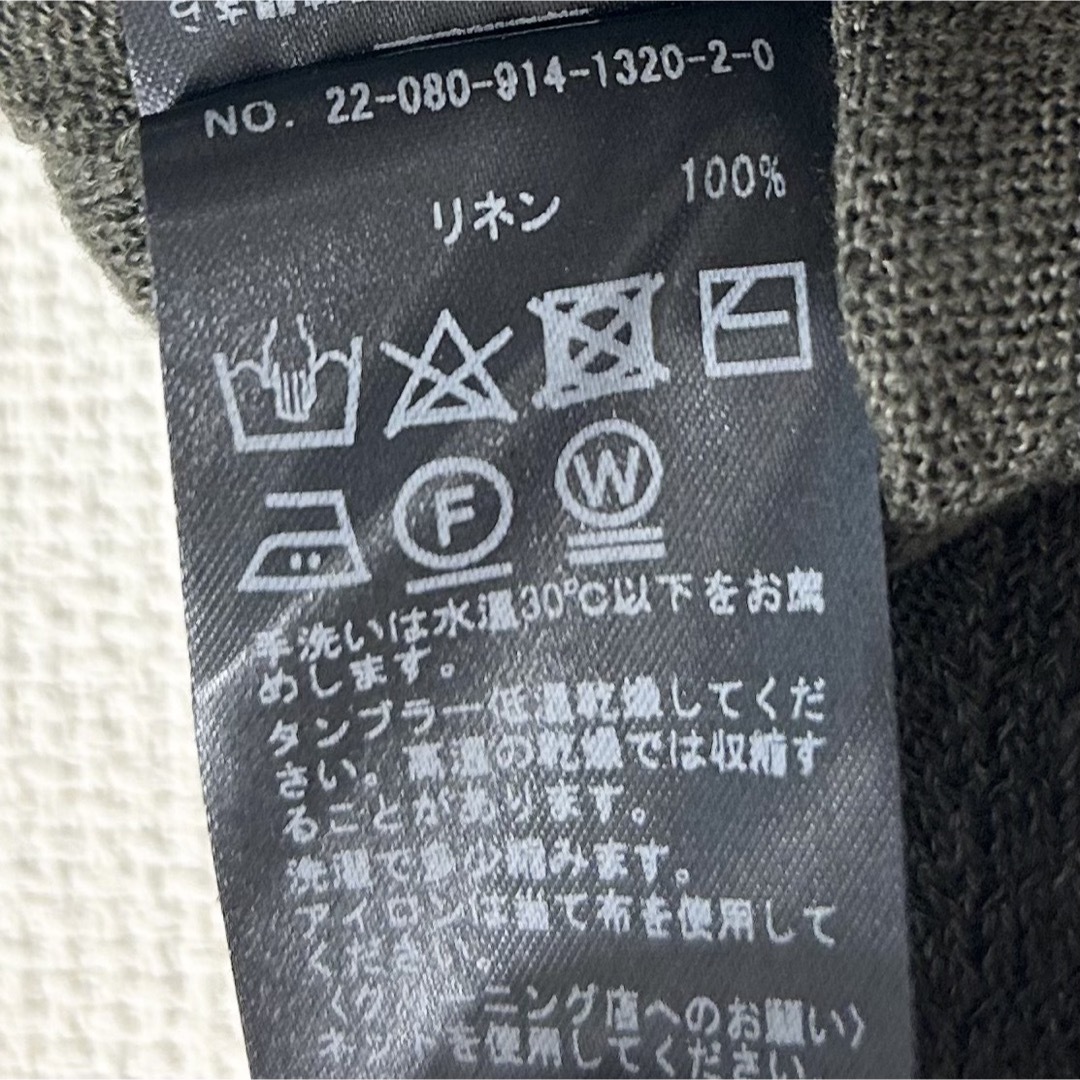 NO. 22-080-914-1320-2-0
リネン 100%
F
W
手洗いは水温30℃以下をお薦
めします。
タンブラー低温乾燥してくだ
さい。高温の乾燥では収縮す
ることがあります。
洗濯で多少縮みます。
アイロンは当て布を使用して
ください。
ーニング店へのお願い〉
を使用してください